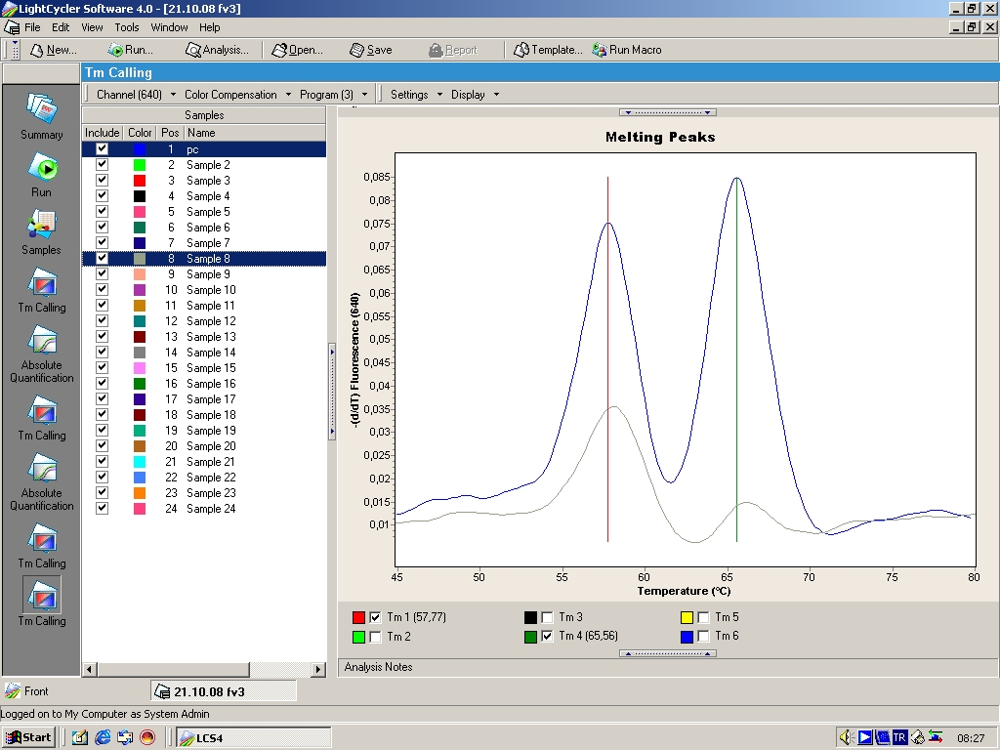 LightCycler Software 4.0 - [21.10.08 fv3]
File Edit View Tools Window Help
New... Run... Analysis... Open... Save Report Template... Run Macro
Tm Calling
Channel (640) Color Compensation Program (3) Settings Display
Samples
Include Color Pos Name
1 pc
2 Sample 2
3 Sample 3
4 Sample 4
5 Sample 5
6 Sample 6
7 Sample 7
8 Sample 8
9 Sample 9
10 Sample 10
11 Sample 11
12 Sample 12
13 Sample 13
14 Sample 14
15 Sample 15
16 Sample 16
17 Sample 17
18 Sample 18
19 Sample 19
20 Sample 20
21 Sample 21
22 Sample 22
23 Sample 23
24 Sample 24
Summary
Run
Samples
Tm Calling
Absolute
Quantification
Tm Calling
Absolute
Quantification
Tm Calling
Tm Calling
Melting Peaks
-(d/dT) Fluorescence (640)
0,085
0,08
0,075
0,07
0,065
0,06
0,055
0,05
0,045
0,04
0,035
0,03
0,025
0,02
0,015
0,01
45 50 55 60 65 70 75 80
Temperature (°C)
Tm 1 (57,77) Tm 3 Tm 5
Tm 2 Tm 4 (65,56) Tm 6
Analysis Notes
Front 21.10.08 fv3
Logged on to My Computer as System Admin
Start LCS4 TR 08:27